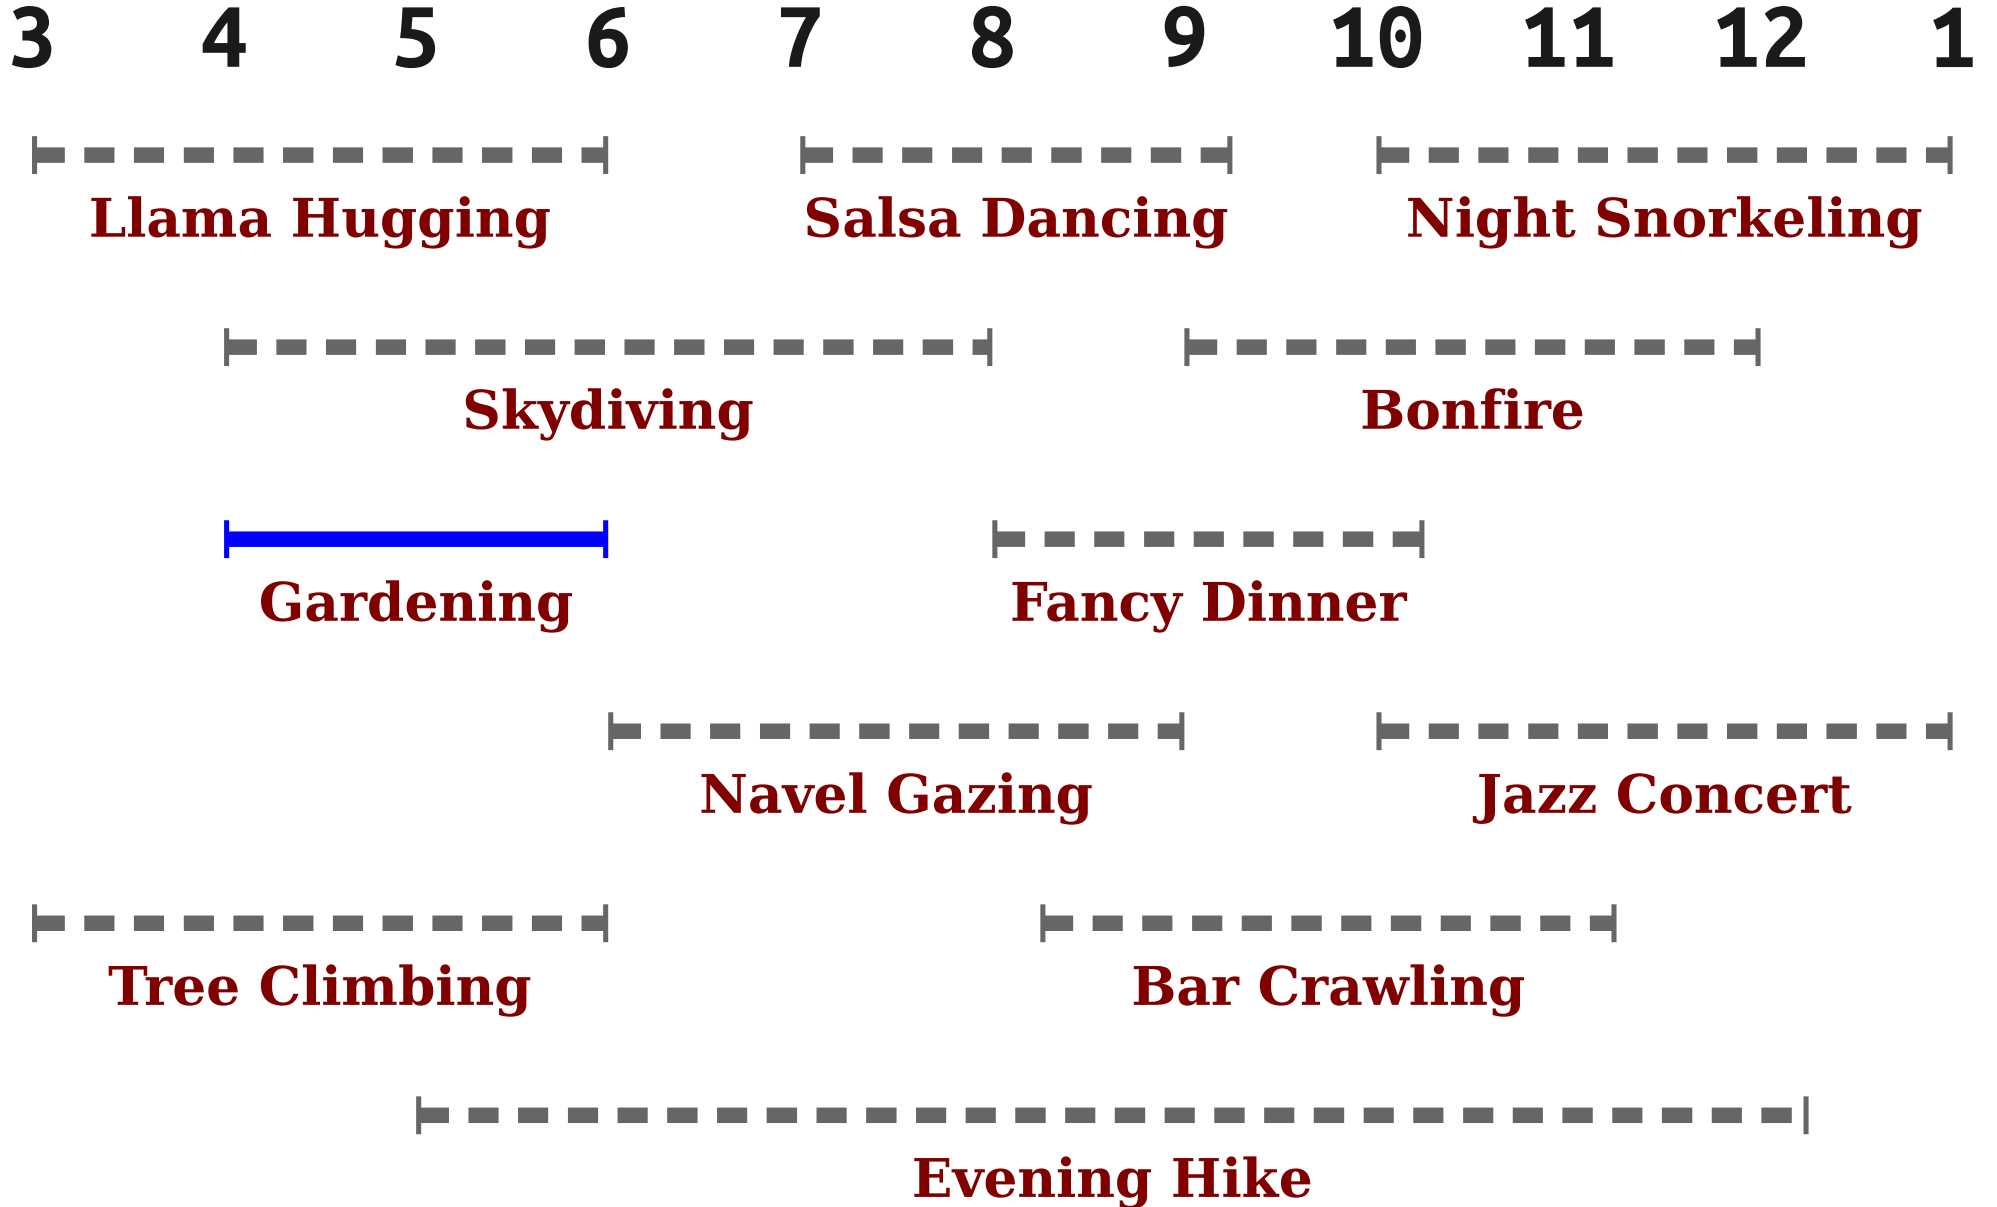 3 4 5 6 7 8 9 10 11 12 1
Llama Hugging Salsa Dancing Night Snorkeling
Skydiving Bonfire
Gardening Fancy Dinner
Navel Gazing Jazz Concert
Tree Climbing Bar Crawling
Evening Hike